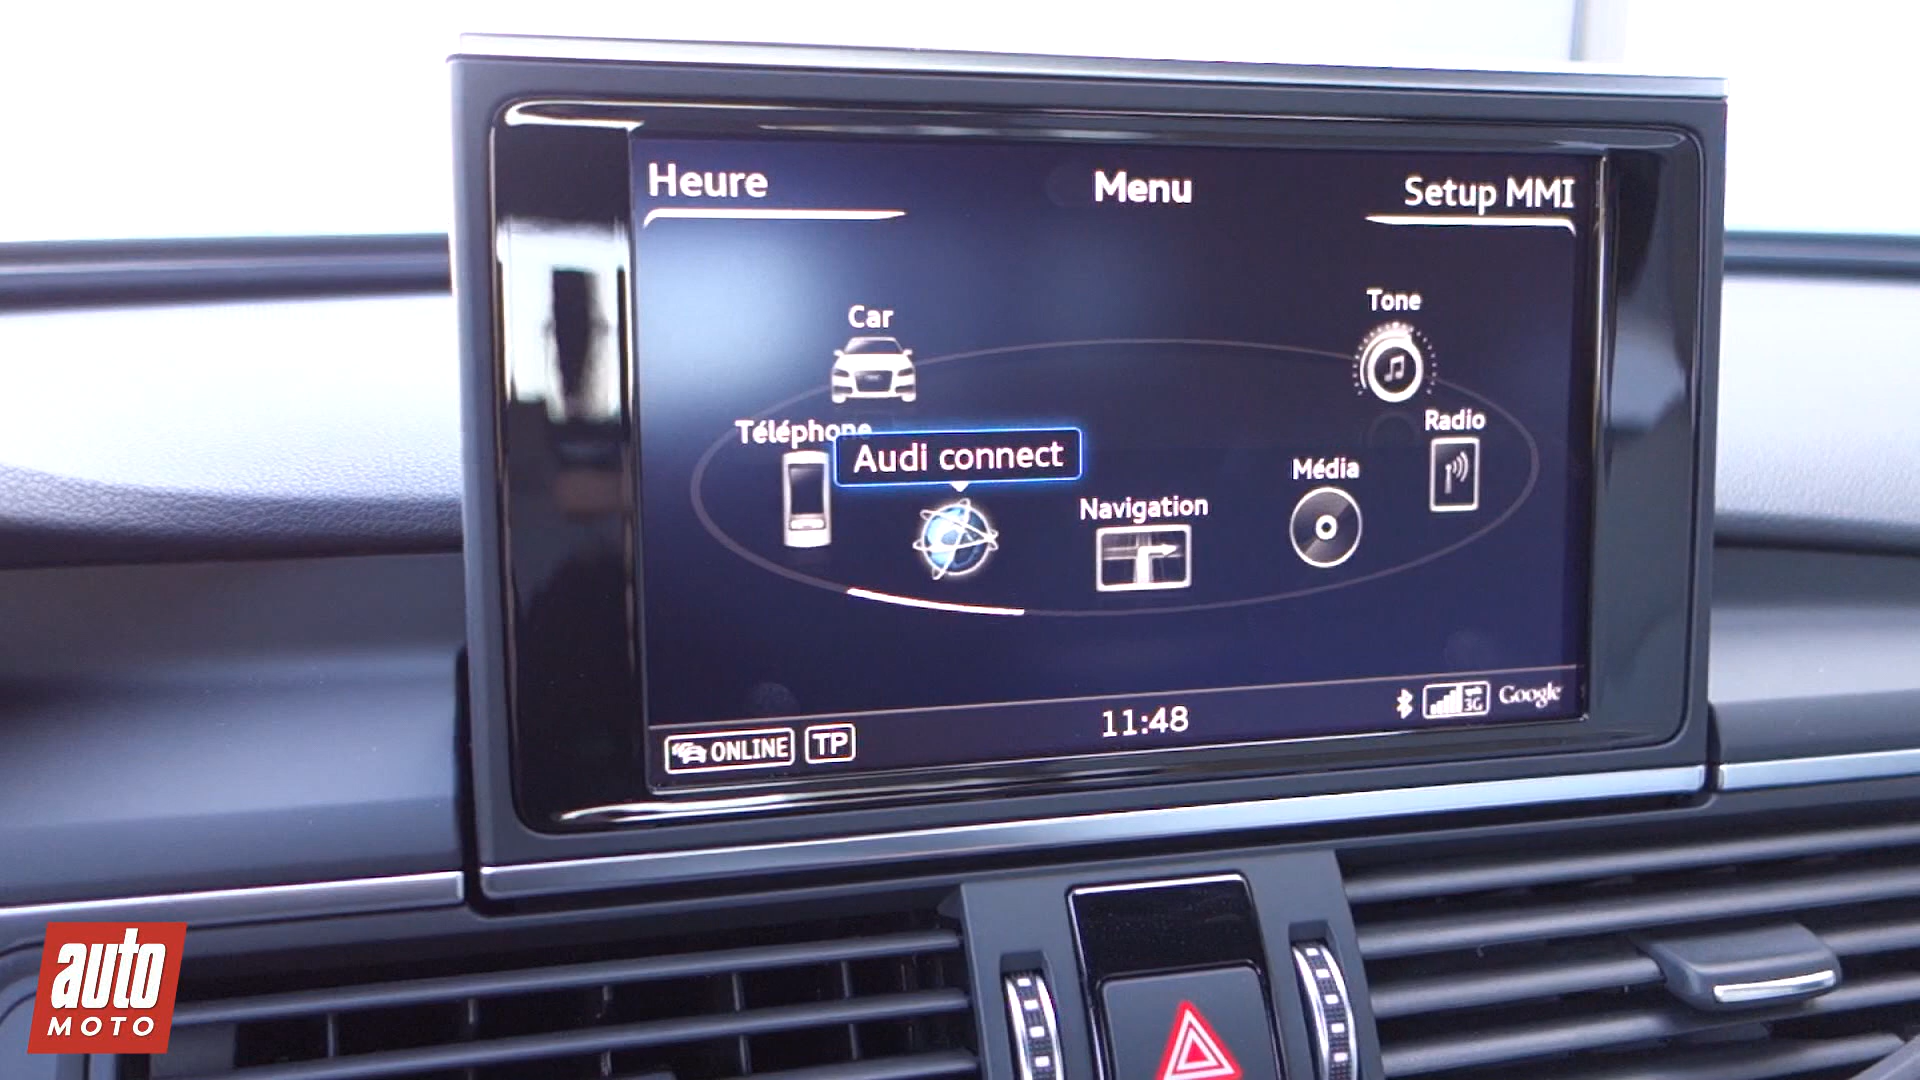 Heure
Menu
Setup MMI
Car
Tone
Téléphone
Radio
Audi connect
Média
Navigation
ONLINE
TP
11:48
3G
Google
auto
MOTO